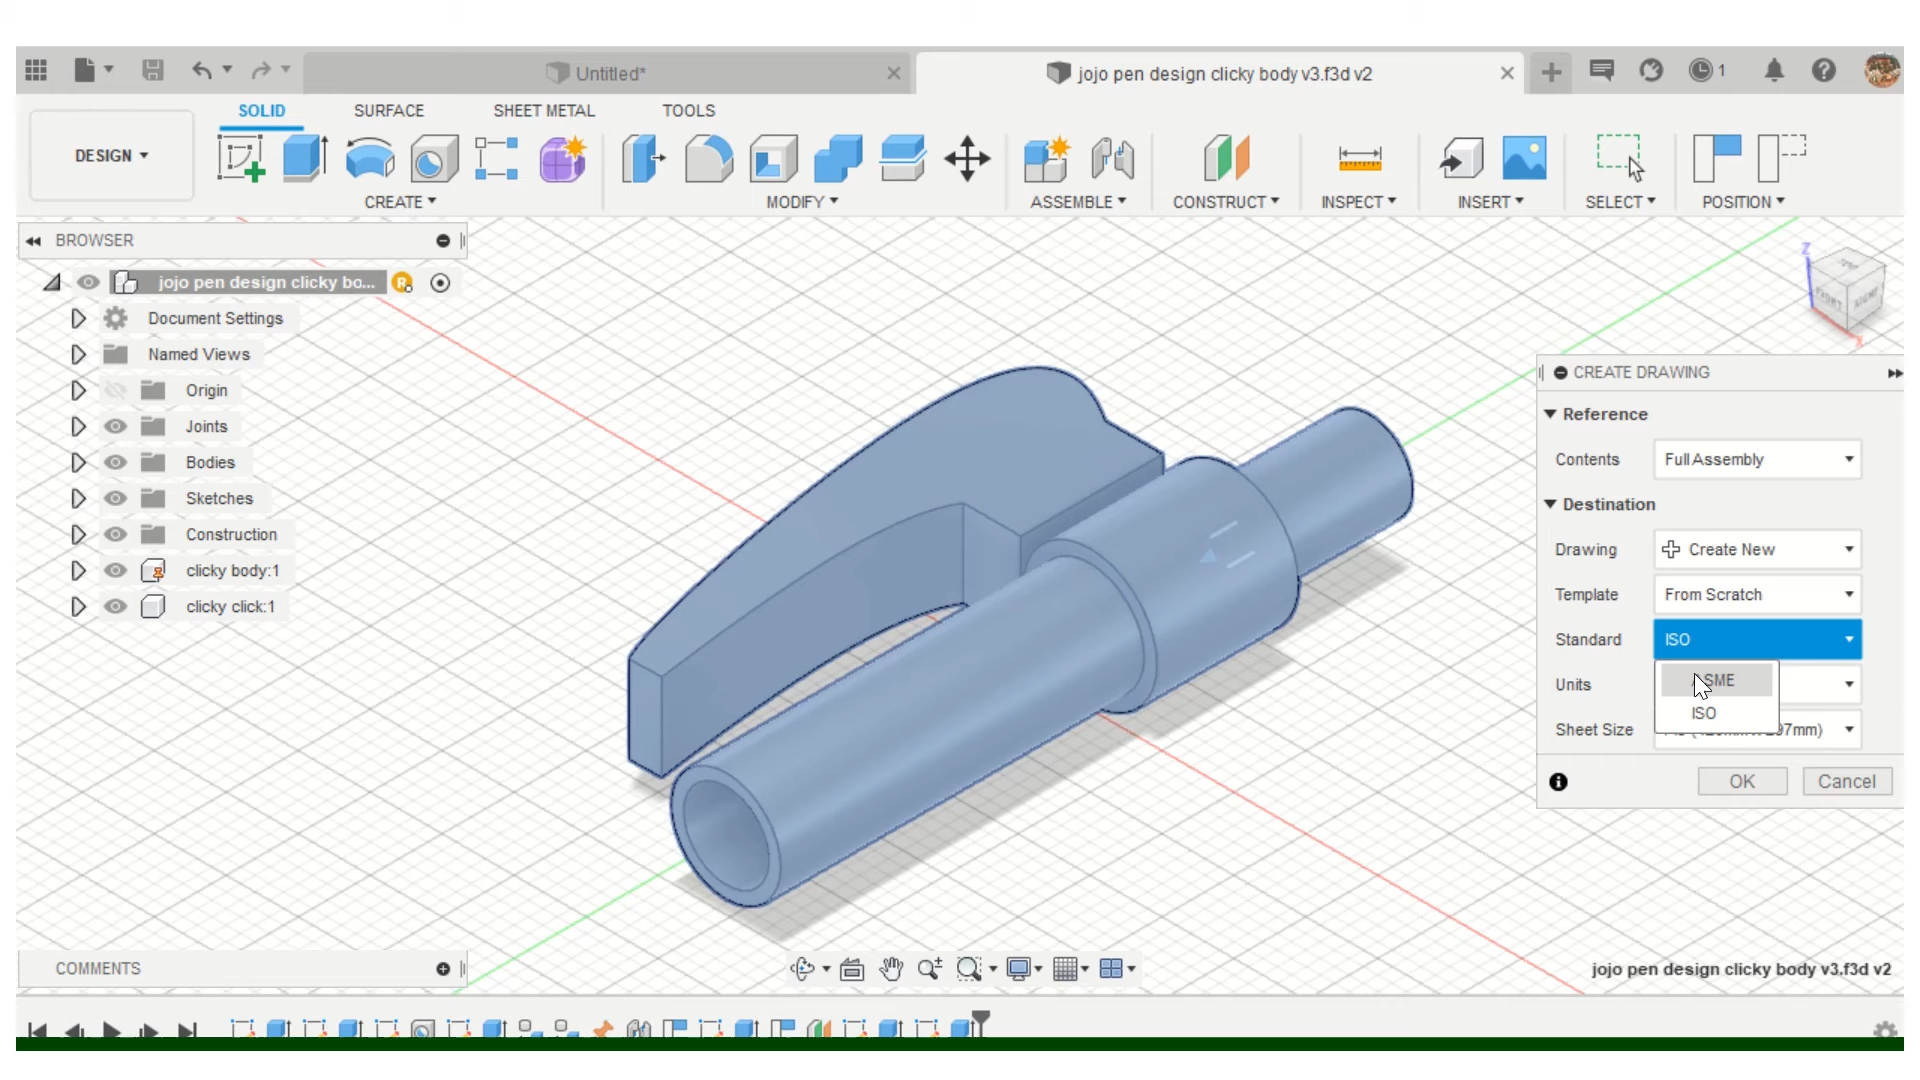 Untitled*
jojo pen design clicky body v3.f3d v2
1
SOLID SURFACE SHEET METAL TOOLS
DESIGN
CREATE MODIFY ASSEMBLE CONSTRUCT INSPECT INSERT SELECT POSITION
BROWSER
jojo pen design clicky bo...
R
Document Settings
Named Views
Origin
Joints
Bodies
Sketches
Construction
clicky body:1
clicky click:1
Z
FRONT
X
CREATE DRAWING
Reference
Contents Full Assembly
Destination
Drawing Create New
Template From Scratch
Standard ISO
ASME
Units
ISO
Sheet Size
OK Cancel
COMMENTS
jojo pen design clicky body v3.f3d v2